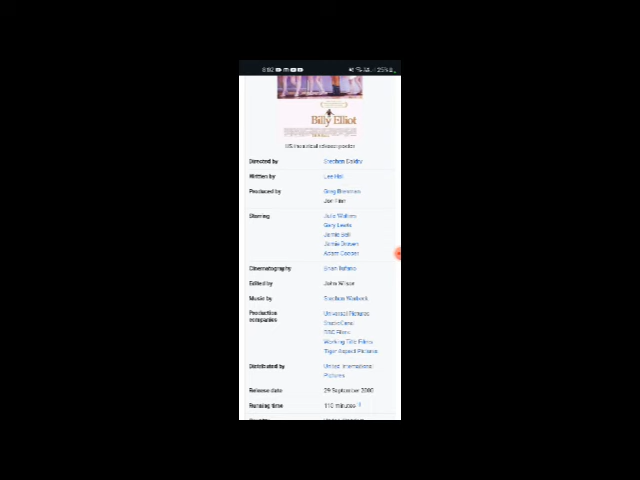 8:02
25%
Billy Elliot
US theatrical release poster
Directed by Stephen Daldry
Written by Lee Hall
Produced by Greg Brenman
Jon Finn
Starring Julie Walters
Gary Lewis
Jamie Bell
Jamie Draven
Adam Cooper
Cinematography Brian Tufano
Edited by John Wilson
Music by Stephen Warbeck
Production companies Universal Pictures
StudioCanal
BBC Films
Working Title Films
Tiger Aspect Pictures
Distributed by United International Pictures
Release date 29 September 2000
Running time 110 minutes